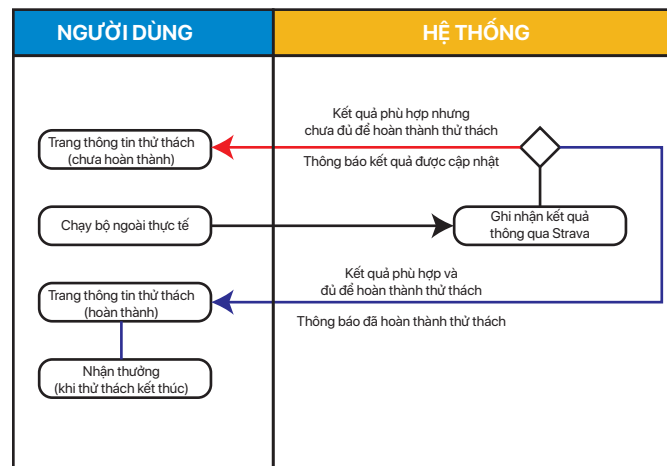 NGƯỜI DÙNG
HỆ THỐNG
Kết quả phù hợp nhưng
chưa đủ để hoàn thành thử thách
Trang thông tin thử thách
(chưa hoàn thành)
Thông báo kết quả được cập nhật
Chạy bộ ngoài thực tế
Ghi nhận kết quả
thông qua Strava
Kết quả phù hợp và
đủ để hoàn thành thử thách
Trang thông tin thử thách
(hoàn thành)
Thông báo đã hoàn thành thử thách
Nhận thưởng
(khi thử thách kết thúc)